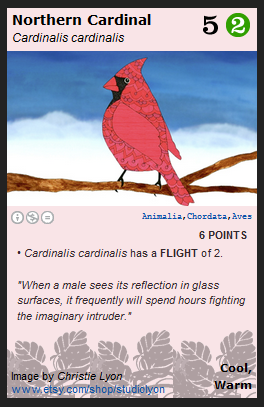 Northern Cardinal 5 2
Cardinalis cardinalis
Animalia,Chordata,Aves
6 POINTS
• Cardinalis cardinalis has a FLIGHT of 2.
"When a male sees its reflection in glass
surfaces, it frequently will spend hours fighting
the imaginary intruder."
Cool,
Image by Christie Lyon
Warm
www.etsy.com/shop/studiolyon